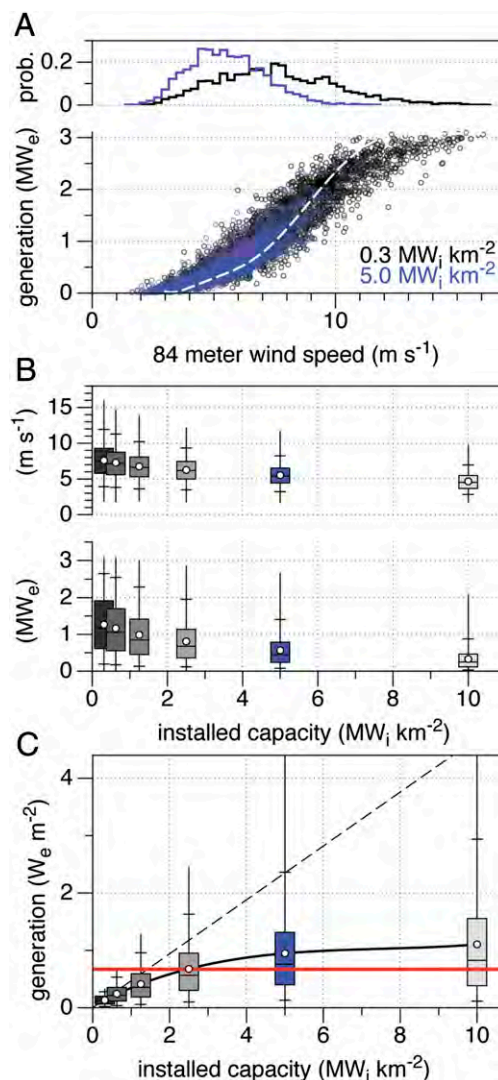 A
prob.
0.2
0
generation (MWe)
3
2
1
0
0.3 MWi km-2
5.0 MWi km-2
0
10
84 meter wind speed (m s-1)
B
(m s-1)
15
10
5
0
(MWe)
3
2
1
0
0 2 4 6 8 10
installed capacity (MWi km-2)
C
generation (We m-2)
4
2
0
0 2 4 6 8 10
installed capacity (MWi km-2)